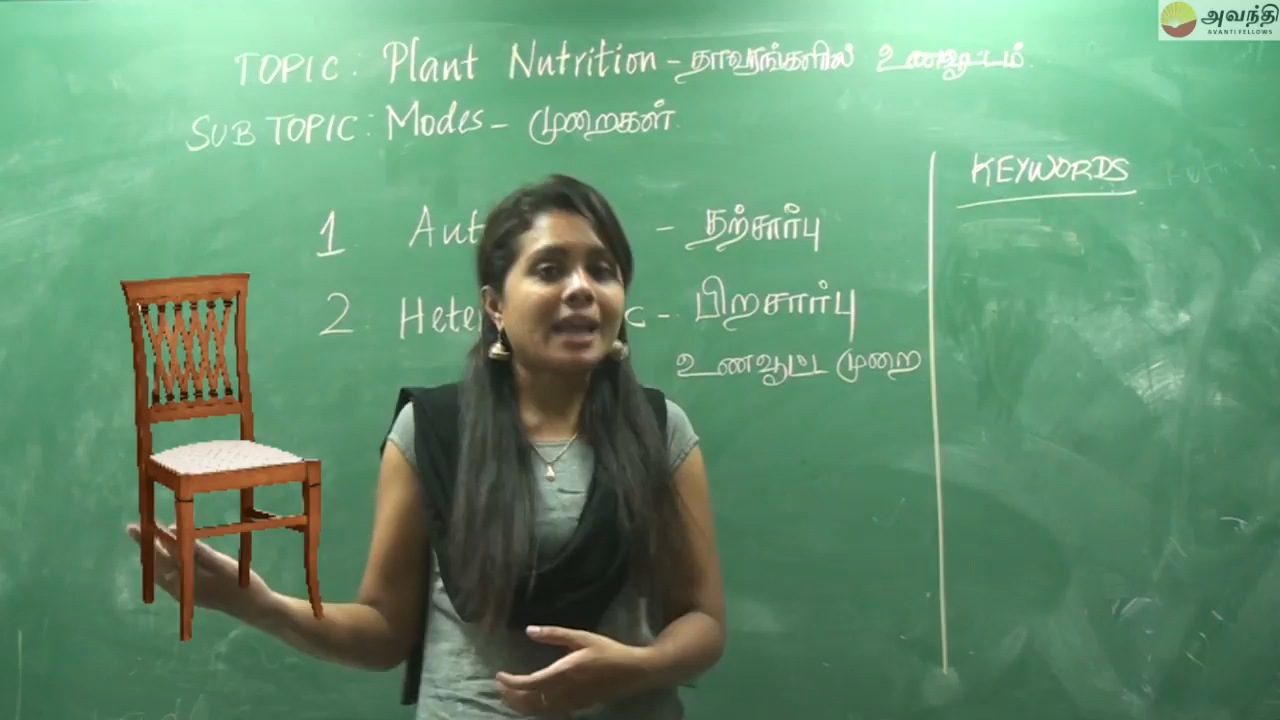 அவந்தி
AVANTI FELLOWS
TOPIC: Plant Nutrition - தாவரங்களில் உணவூட்டம்
SUB TOPIC: Modes - முறைகள்
KEYWORDS
1 Aut - தற்சார்பு
2 Hete c - பிறசார்பு
உணவூட்ட முறை